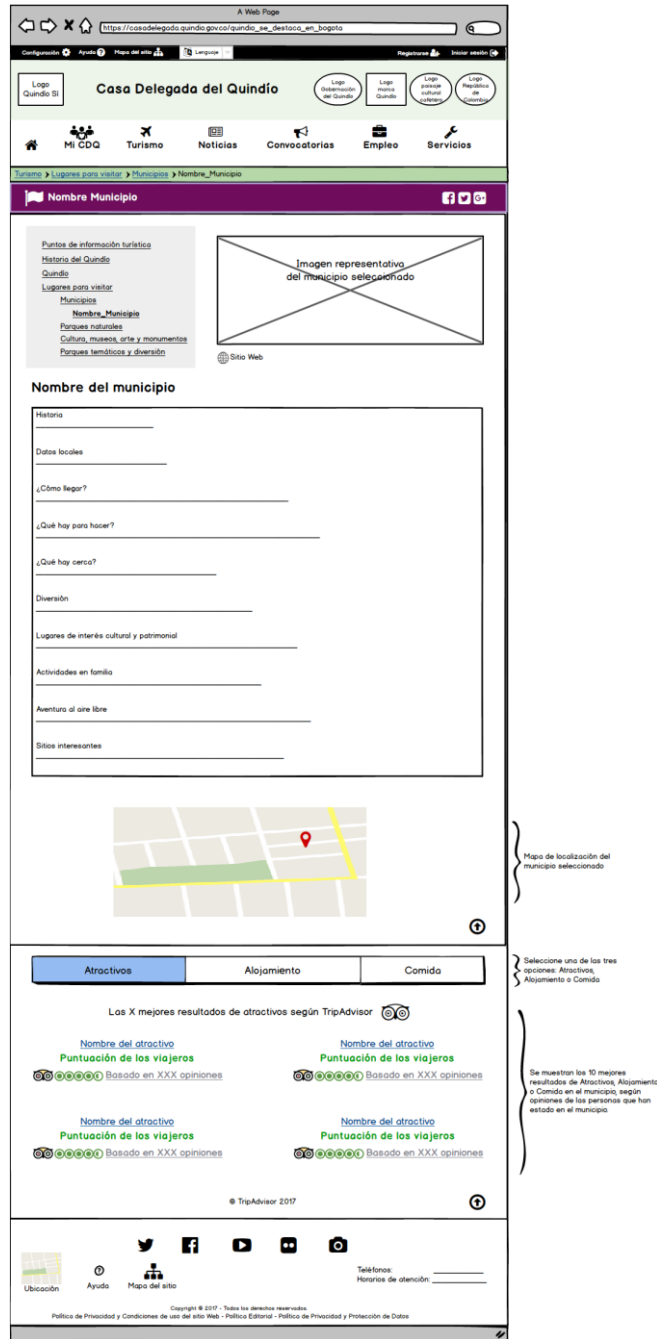 A Web Page
https://casadelegada.quindio.gov.co/quindio_se_destaca_en_bogota
Configuración Ayuda Mapa del sitio Lenguaje Registrarse Iniciar sesión
Logo
Quindío Sí
Casa Delegada del Quindío
Logo
Gobernación
del Quindío
Logo
marca
Quindío
Logo
paisaje
cultural
cafetero
Logo
República
de
Colombia
Mi CDQ Turismo Noticias Convocatorias Empleo Servicios
Turismo > Lugares para visitar > Municipios > Nombre_Municipio
Nombre Municipio
Puntos de información turística
Historia del Quindío
Quindío
Lugares para visitar
Municipios
Nombre_Munisipio
Parques naturales
Cultura, museos, arte y monumentos
Parques temáticos y diversión
Imagen representativa
del municipio seleccionado
Sitio Web
Nombre del municipio
Historia
Datos locales
¿Cómo llegar?
¿Qué hay para hacer?
¿Qué hay cerca?
Diversión
Lugares de interés cultural y patrimonial
Actividades en familia
Aventura al aire libre
Sitios interesantes
Mapa de localización del
municipio seleccionado
Atractivos Alojamiento Comida
Seleccione una de las tres
opciones: Atractivos,
Alojamiento o Comida
Las X mejores resultados de atractivos según TripAdvisor
Nombre del atractivo Nombre del atractivo
Puntuación de los viajeros Puntuación de los viajeros
Basado en XXX opiniones Basado en XXX opiniones
Nombre del atractivo Nombre del atractivo
Puntuación de los viajeros Puntuación de los viajeros
Basado en XXX opiniones Basado en XXX opiniones
Se muestran los 10 mejores
resultados de Atractivos, Alojamiento
o Comida en el municipio, según
opiniones de las personas que han
estado en el municipio.
© TripAdvisor 2017
Ubicación
Ayuda
Mapa del sitio
Teléfonos:
Horarios de atención:
Copyright © 2017 - Todos los derechos reservados.
Política de Privacidad y Condiciones de uso del sitio Web - Política Editorial - Política de Privacidad y Protección de Datos